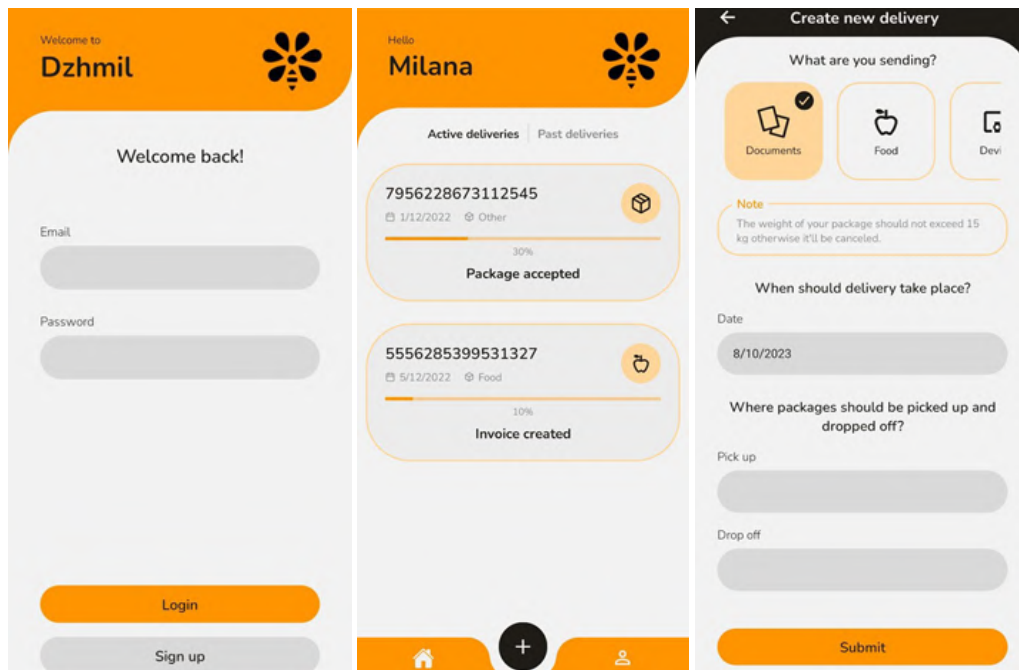 Welcome to
Dzhmil
Welcome back!
Email
Password
Login
Sign up
Hello
Milana
Active deliveries Past deliveries
7956228673112545
1/12/2022 Other
30%
Package accepted
5556285399531327
5/12/2022 Food
10%
Invoice created
+
Create new delivery
What are you sending?
Documents Food Devi
Note
The weight of your package should not exceed 15
kg otherwise it'll be canceled.
When should delivery take place?
Date
8/10/2023
Where packages should be picked up and
dropped off?
Pick up
Drop off
Submit